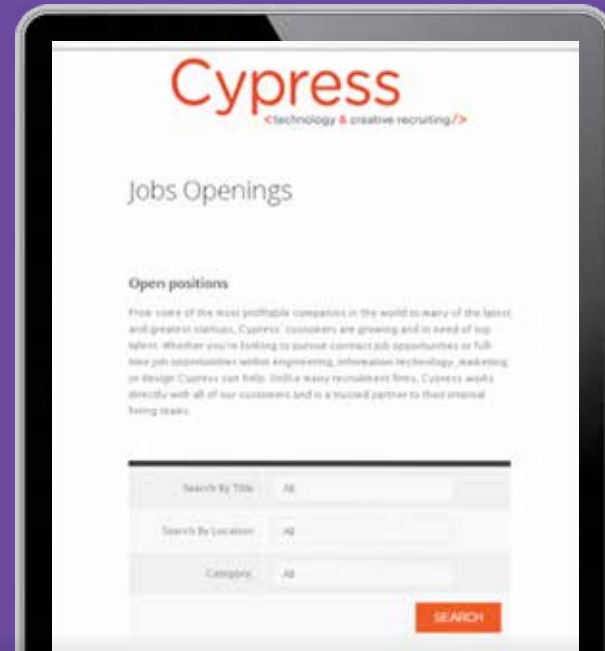 Cypress
<technology & creative recruiting/>
Jobs Openings
Open positions
From some of the most profitable companies in the world to many of the latest
and greatest startups, Cypress' customers are growing and in need of top
talent. Whether you're looking to pursue contract job opportunities or full-
time job opportunities within engineering, information technology, marketing
or design Cypress can help. Unlike many recruitment firms, Cypress works
directly with all of our customers and is a trusted partner to their internal
hiring teams.
Search By Title All
Search By Location All
Category All
SEARCH